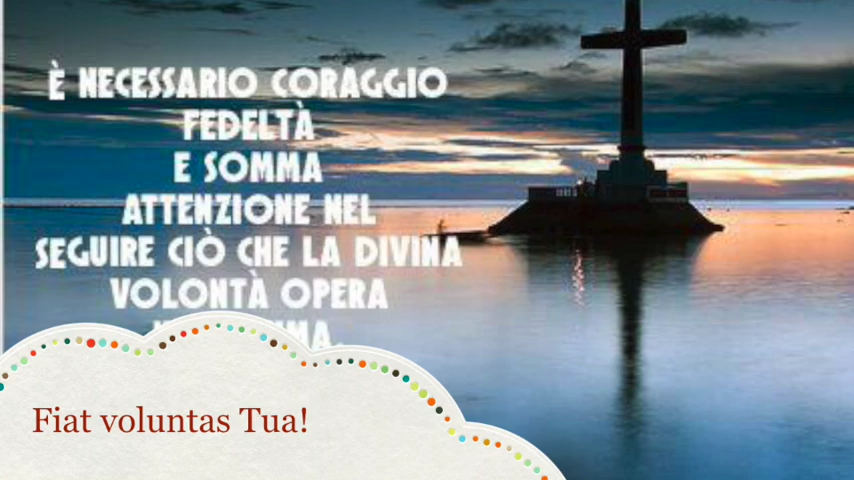 È NECESSARIO CORAGGIO
FEDELTÀ
E SOMMA
ATTENZIONE NEL
SEGUIRE CIÒ CHE LA DIVINA
VOLONTÀ OPERA
Fiat voluntas Tua!